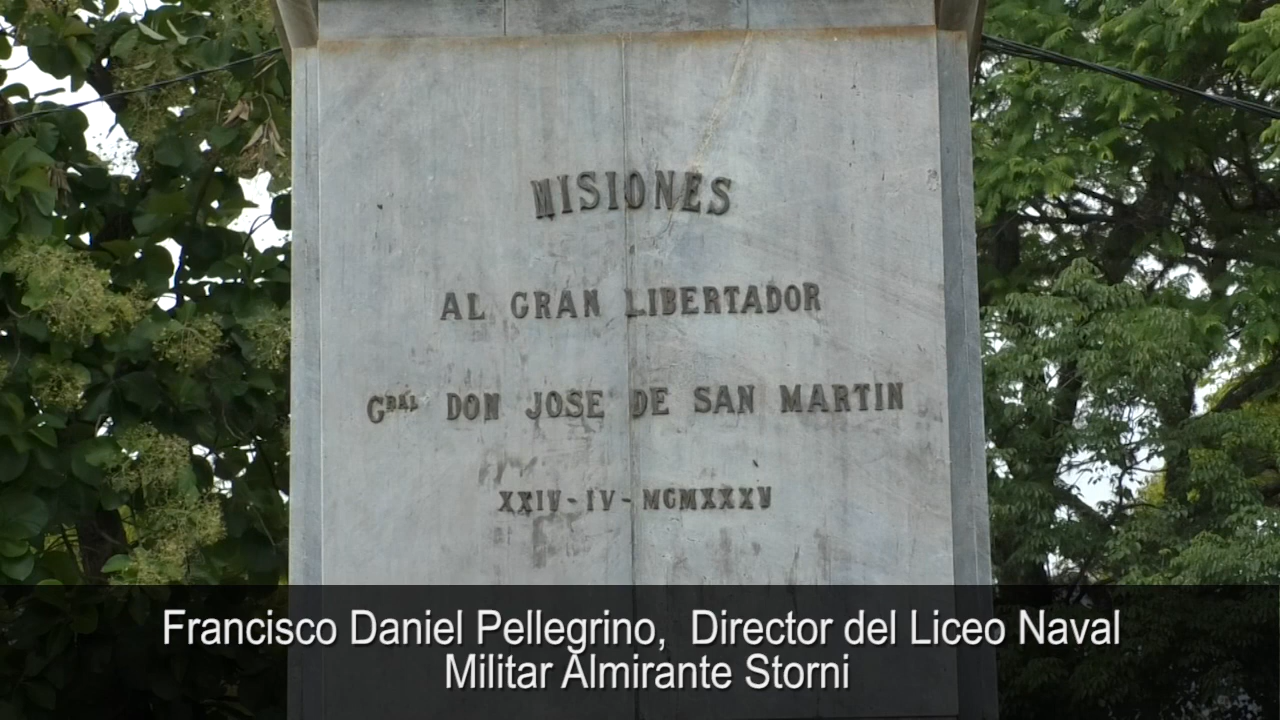 MISIONES
AL GRAN LIBERTADOR
GRAL DON JOSE DE SAN MARTIN
XXIV - IV - MCMXXXV
Francisco Daniel Pellegrino, Director del Liceo Naval
Militar Almirante Storni